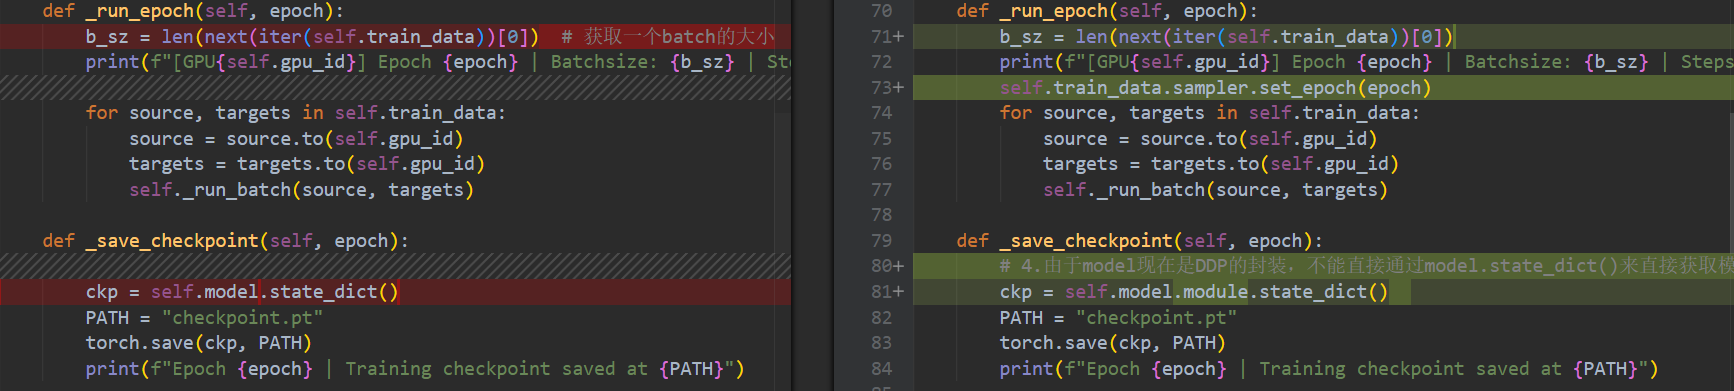 def _run_epoch(self, epoch):
b_sz = len(next(iter(self.train_data))[0])  # 获取一个batch的大小
print(f"[GPU{self.gpu_id}] Epoch {epoch} | Batchsize: {b_sz} | St
for source, targets in self.train_data:
source = source.to(self.gpu_id)
targets = targets.to(self.gpu_id)
self._run_batch(source, targets)
def _save_checkpoint(self, epoch):
ckp = self.model.state_dict()
PATH = "checkpoint.pt"
torch.save(ckp, PATH)
print(f"Epoch {epoch} | Training checkpoint saved at {PATH}")
70 def _run_epoch(self, epoch):
71+ b_sz = len(next(iter(self.train_data))[0])
72 print(f"[GPU{self.gpu_id}] Epoch {epoch} | Batchsize: {b_sz} | Steps
73+ self.train_data.sampler.set_epoch(epoch)
74 for source, targets in self.train_data:
75 source = source.to(self.gpu_id)
76 targets = targets.to(self.gpu_id)
77 self._run_batch(source, targets)
78
79 def _save_checkpoint(self, epoch):
80+ # 4.由于model现在是DDP的封装，不能直接通过model.state_dict()来直接获取模
81+ ckp = self.model.module.state_dict()
82 PATH = "checkpoint.pt"
83 torch.save(ckp, PATH)
84 print(f"Epoch {epoch} | Training checkpoint saved at {PATH}")